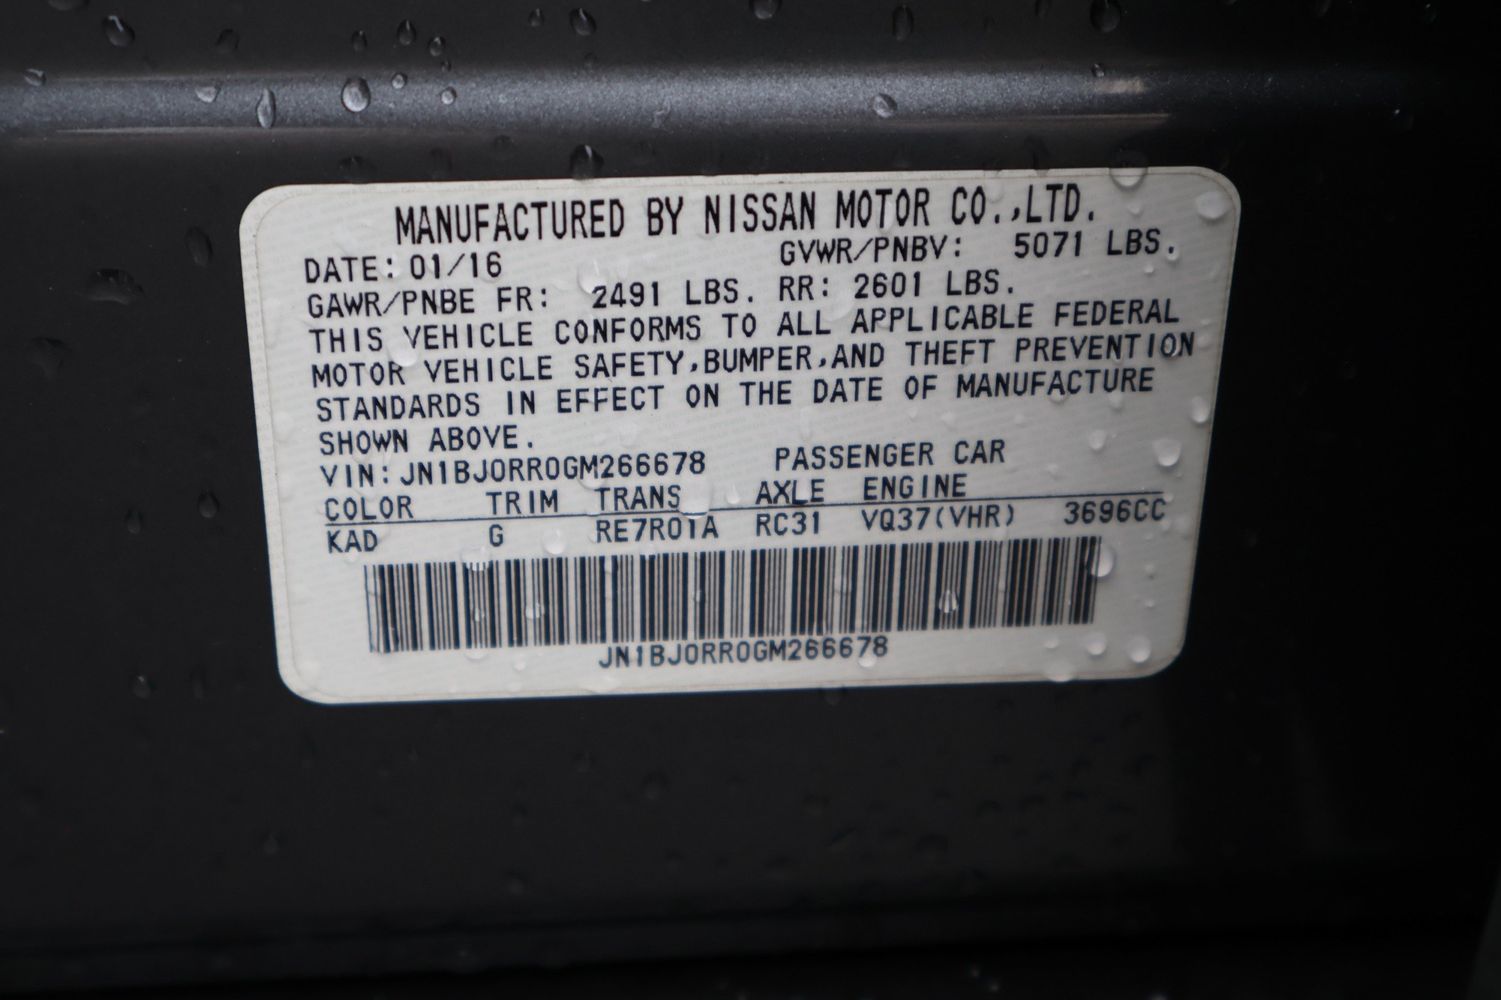 MANUFACTURED BY NISSAN MOTOR CO.,LTD.
DATE: 01/16 GVWR/PNBV: 5071 LBS.
GAWR/PNBE FR: 2491 LBS. RR: 2601 LBS.
THIS VEHICLE CONFORMS TO ALL APPLICABLE FEDERAL
MOTOR VEHICLE SAFETY,BUMPER,AND THEFT PREVENTION
STANDARDS IN EFFECT ON THE DATE OF MANUFACTURE
SHOWN ABOVE.
VIN: JN1BJ0RR0GM266678 PASSENGER CAR
COLOR TRIM TRANS AXLE ENGINE
KAD G RE7R01A RC31 VQ37(VHR) 3696CC
JN1BJ0RR0GM266678